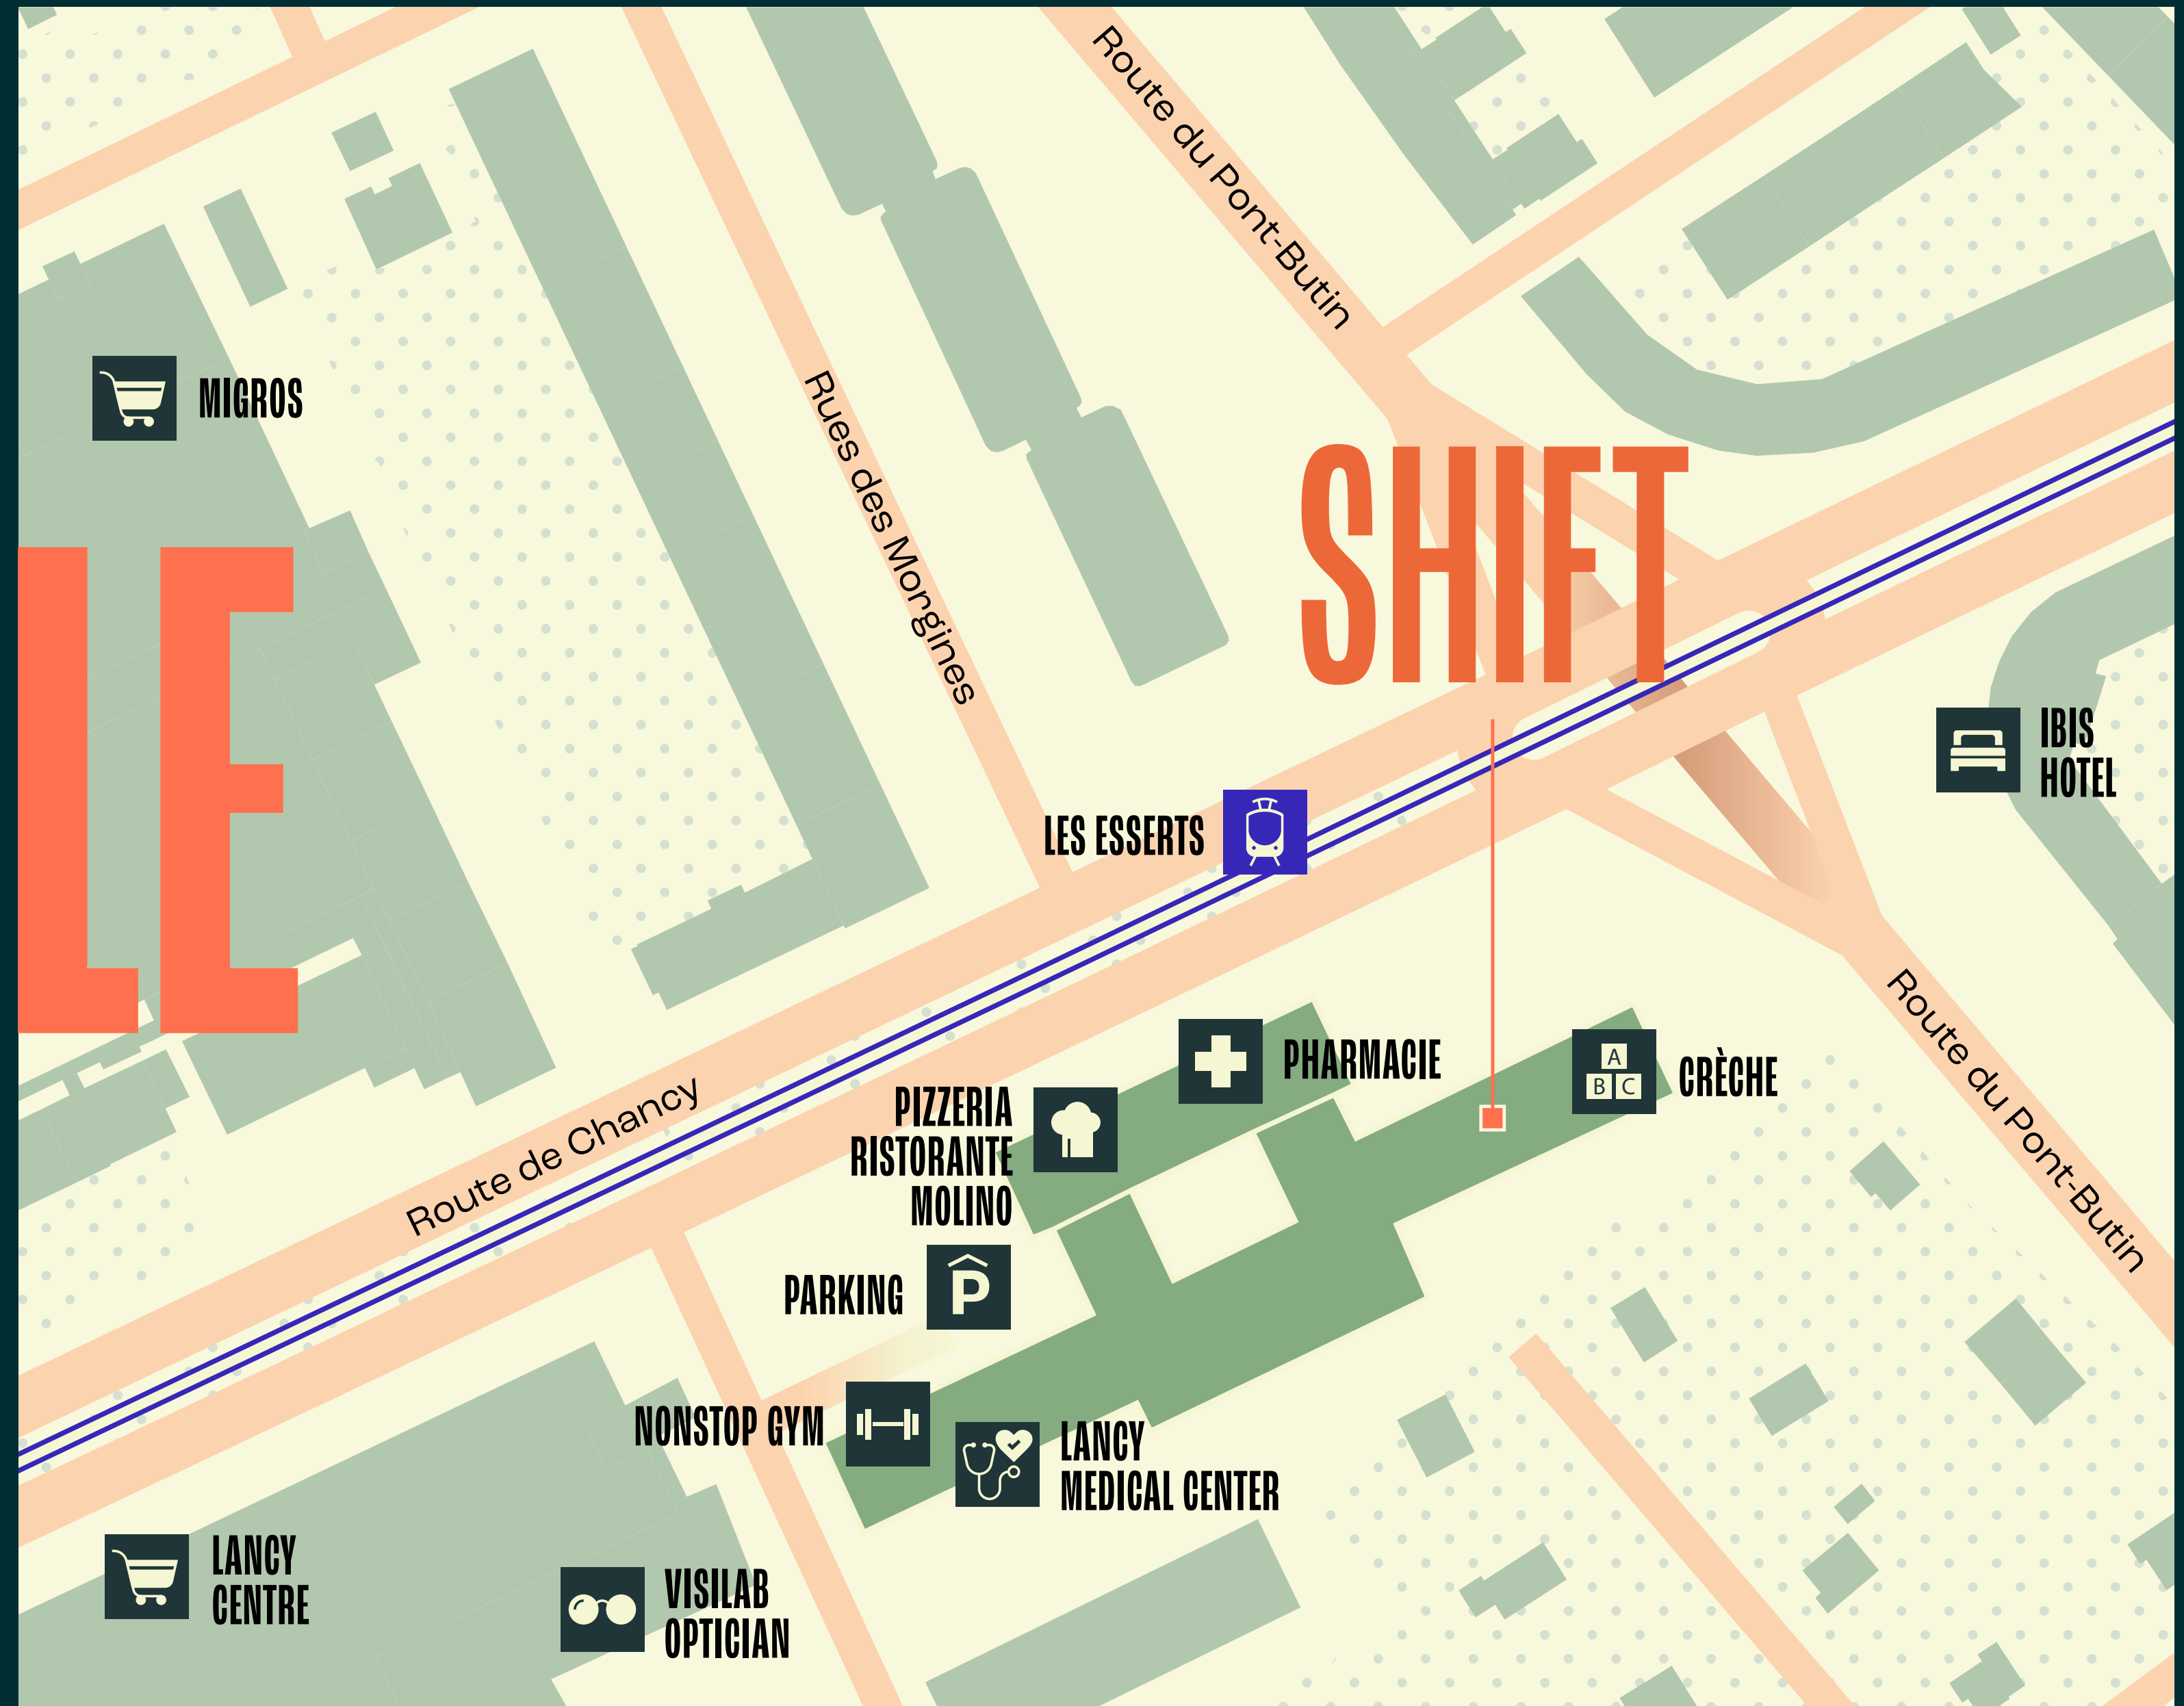 Route du Pont-Butin
MIGROS
Rues des Mongines
SHIFT
LE
IBIS
HOTEL
LES ESSERTS
Route du Pont-Butin
PHARMACIE
A
B C
CRÈCHE
PIZZERIA
RISTORANTE
MOLINO
Route de Chancy
PARKING
P
NONSTOP GYM
LANCY
MEDICAL CENTER
LANCY
CENTRE
VISILAB
OPTICIAN